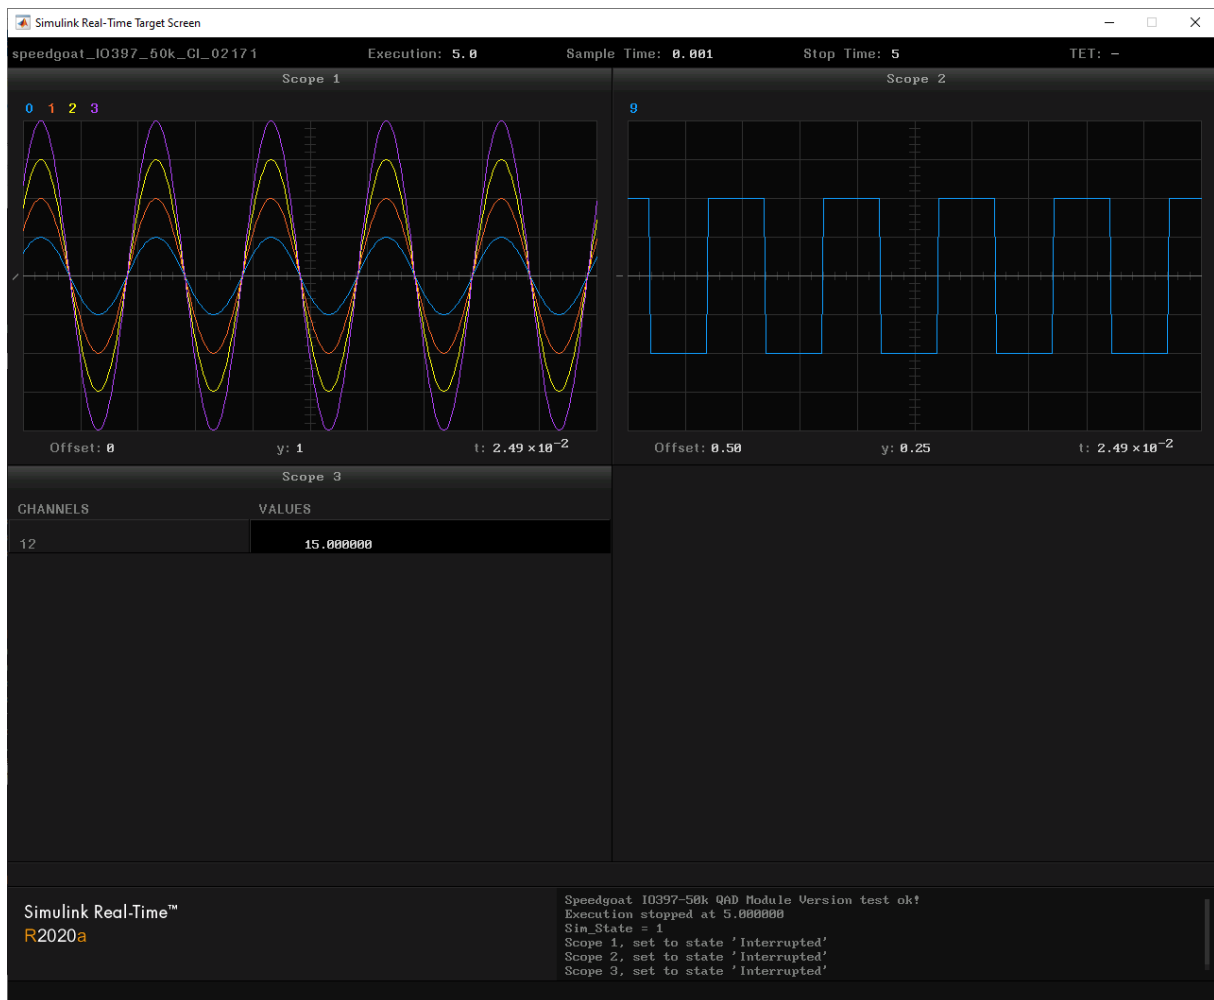 Simulink Real-Time Target Screen
speedgoat_IO397_50k_CI_02171 Execution: 5.0 Sample Time: 0.001 Stop Time: 5 TET: -
Scope 1
0 1 2 3
Offset: 0 y: 1 t: 2.49 × 10⁻²
Scope 2
9
Offset: 0.50 y: 0.25 t: 2.49 × 10⁻²
Scope 3
CHANNELS VALUES
12 15.000000
Simulink Real-Time™
R2020a
Speedgoat IO397-50k QAD Module Version test ok!
Execution stopped at 5.000000
Sim_State = 1
Scope 1, set to state 'Interrupted'
Scope 2, set to state 'Interrupted'
Scope 3, set to state 'Interrupted'